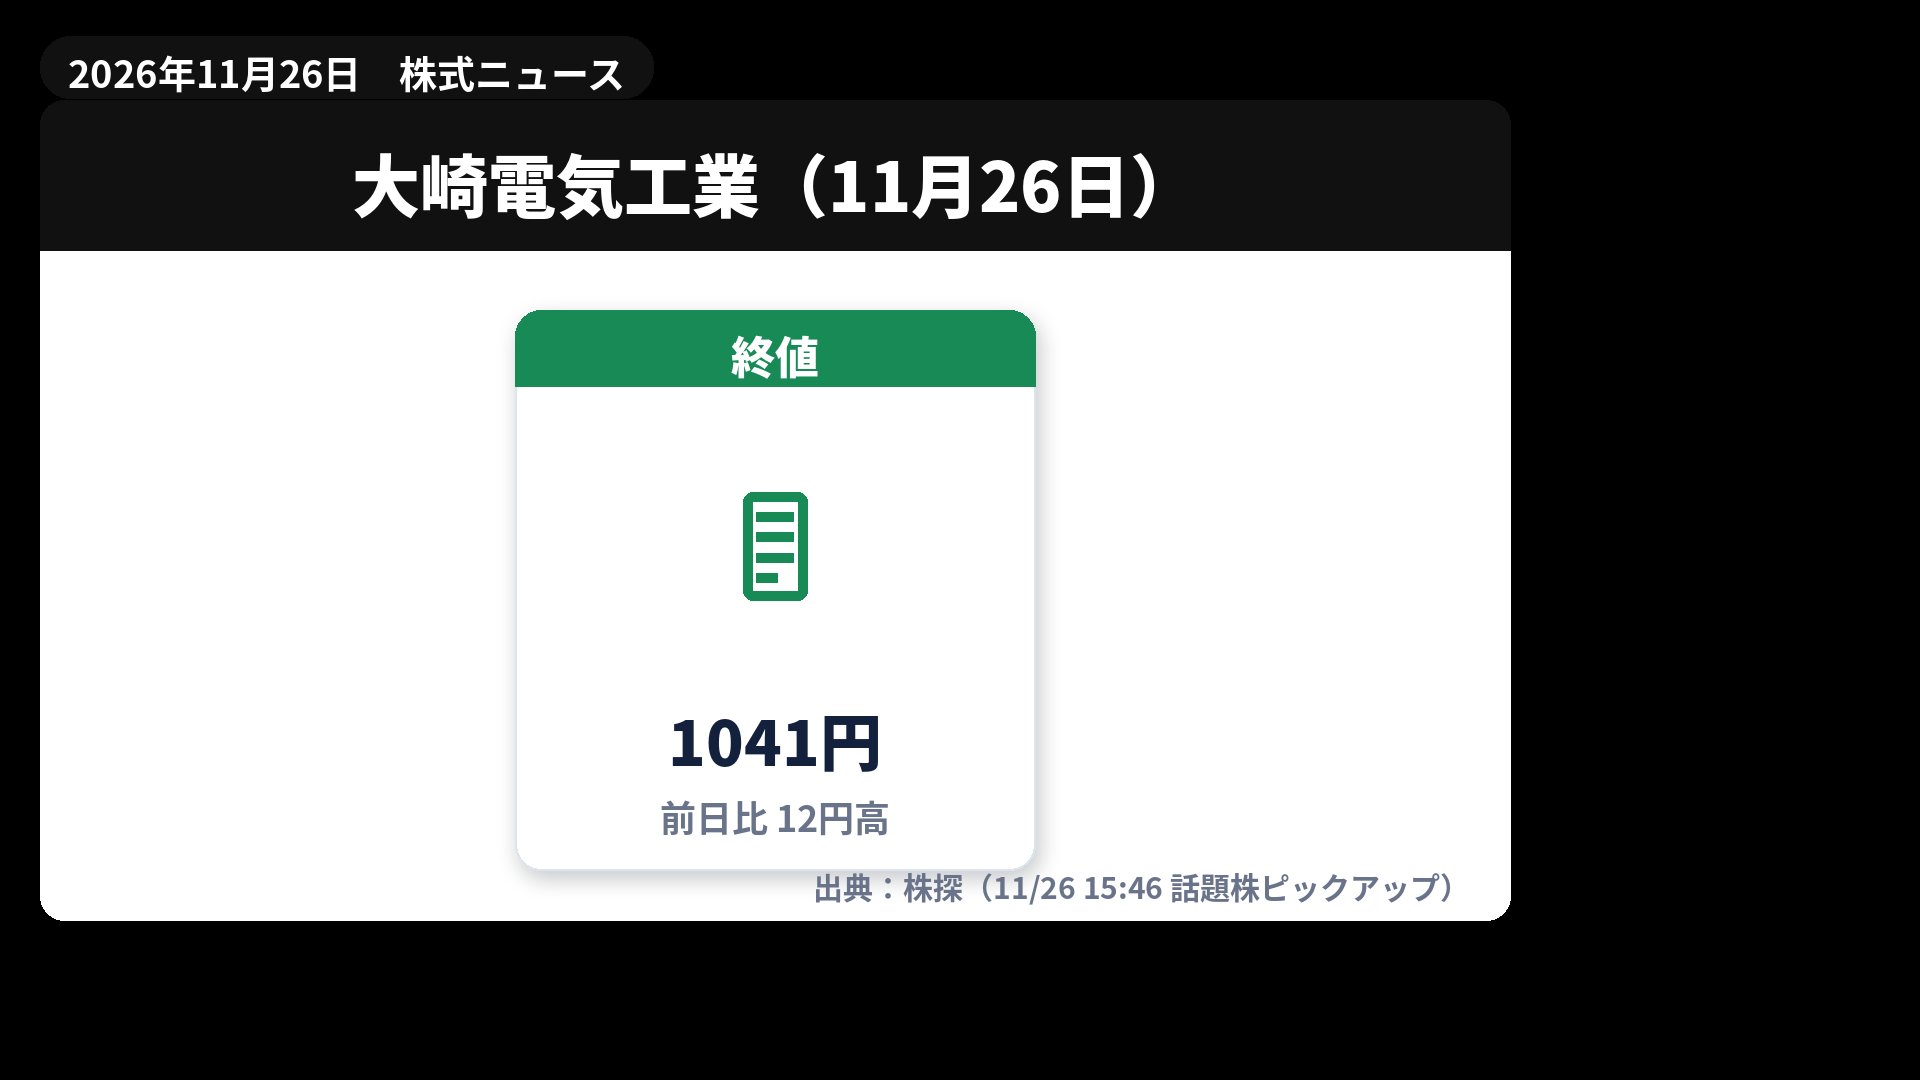 2026年11月26日　株式ニュース
大崎電気工業（11月26日）
終値
1041円
前日比 12円高
出典：株探（11/26 15:46 話題株ピックアップ）